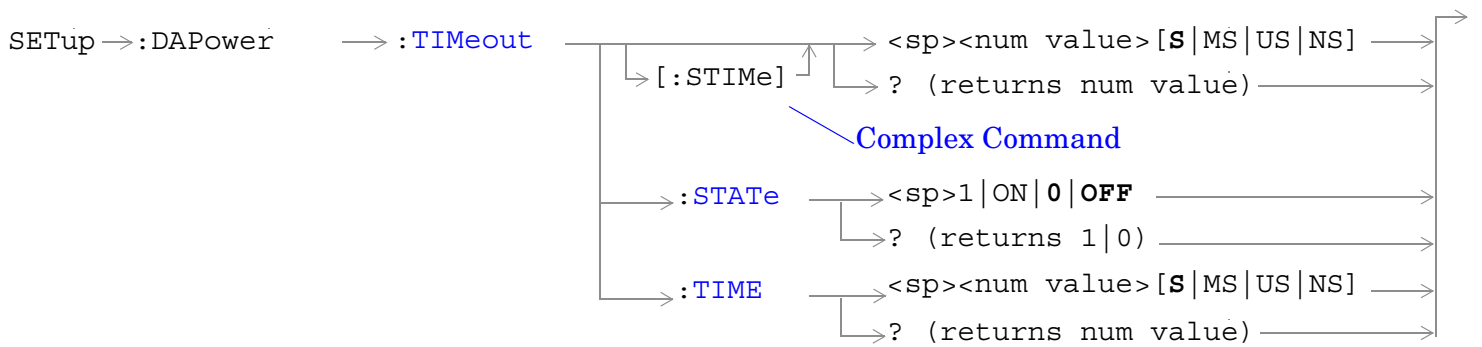 SETup :DAPower :TIMeout <sp><num value>[S|MS|US|NS]
[:STIMe] ? (returns num value)
Complex Command
:STATe <sp>1|ON|0|OFF
? (returns 1|0)
:TIME <sp><num value>[S|MS|US|NS]
? (returns num value)